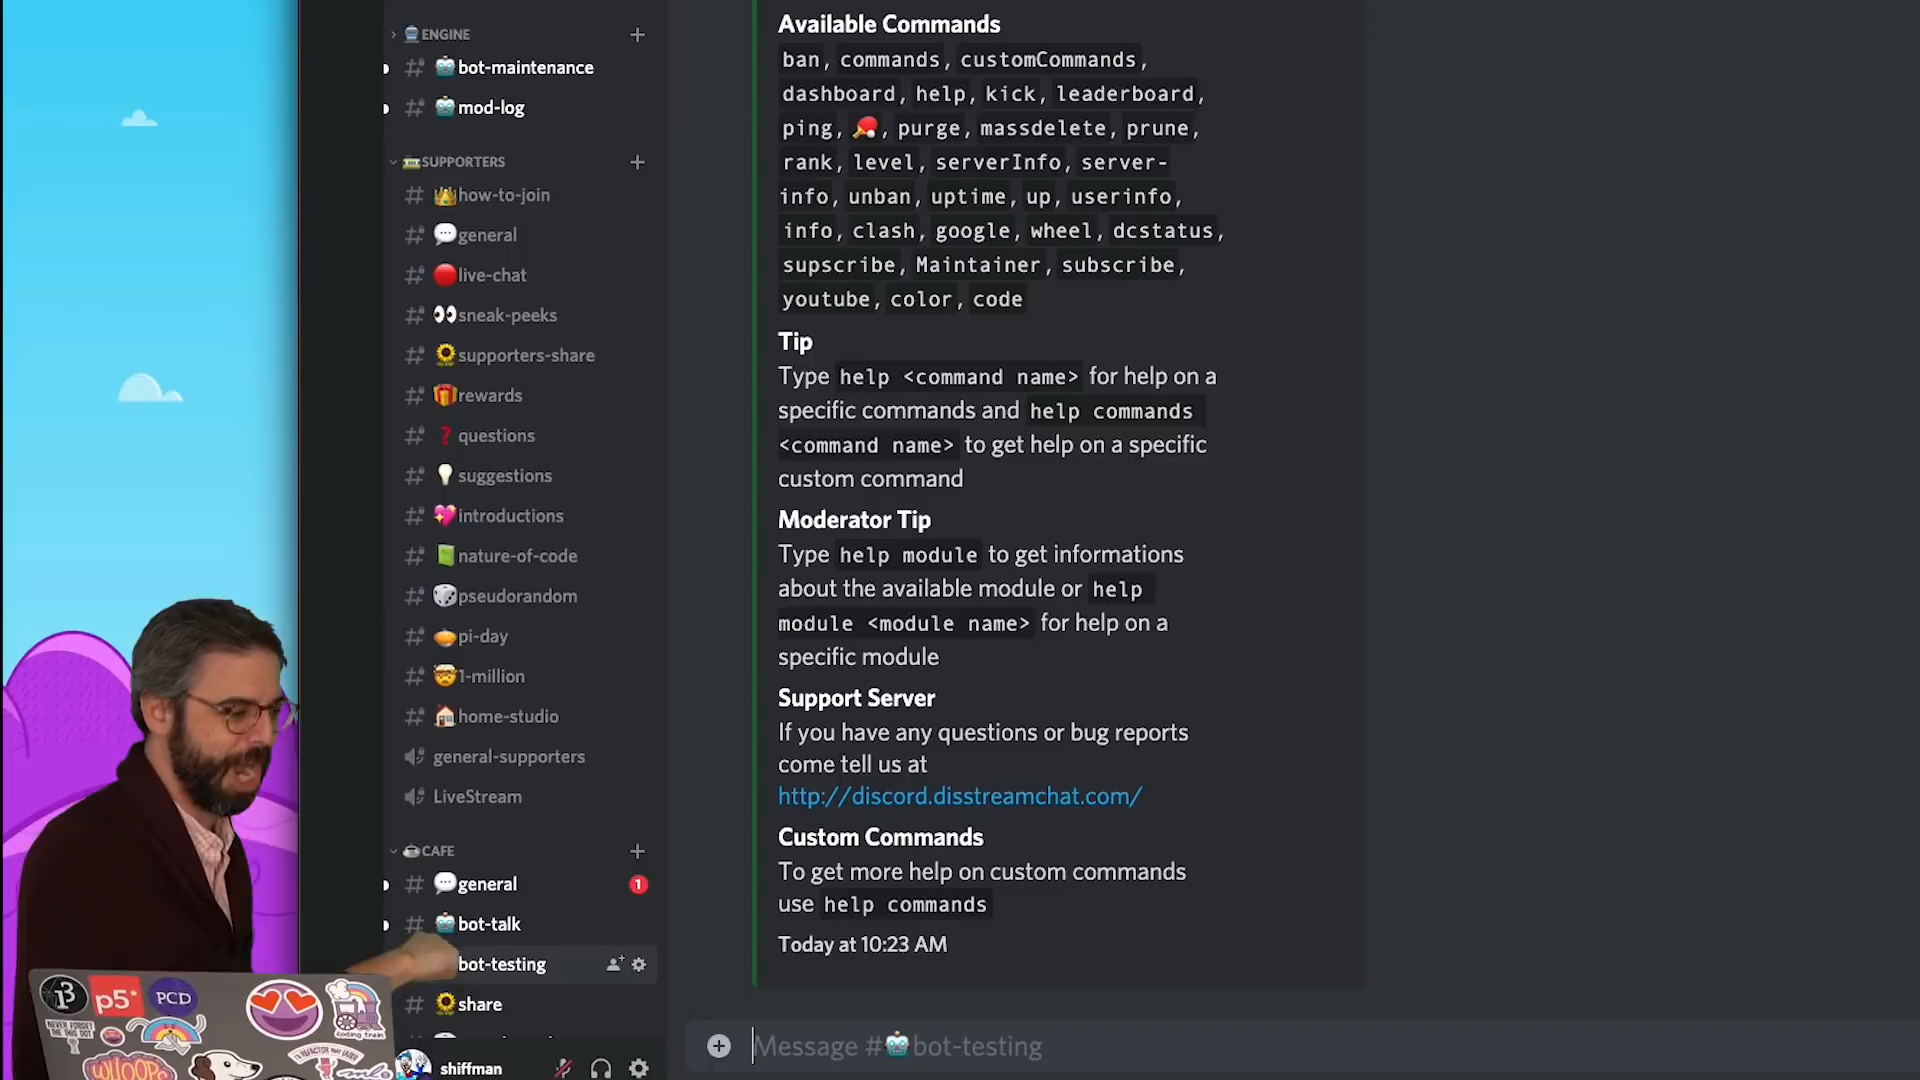 ENGINE
bot-maintenance
mod-log
SUPPORTERS
how-to-join
general
live-chat
sneak-peeks
supporters-share
rewards
questions
suggestions
introductions
nature-of-code
pseudorandom
pi-day
1-million
home-studio
general-supporters
LiveStream
CAFE
general 1
bot-talk
bot-testing
share
shiffman
Available Commands
ban, commands, customCommands,
dashboard, help, kick, leaderboard,
ping, 🏓, purge, massdelete, prune,
rank, level, serverInfo, server-
info, unban, uptime, up, userinfo,
info, clash, google, wheel, dcstatus,
supscribe, Maintainer, subscribe,
youtube, color, code
Tip
Type help <command name> for help on a
specific commands and help commands
<command name> to get help on a specific
custom command
Moderator Tip
Type help module to get informations
about the available module or help
module <module name> for help on a
specific module
Support Server
If you have any questions or bug reports
come tell us at
http://discord.disstreamchat.com/
Custom Commands
To get more help on custom commands
use help commands
Today at 10:23 AM
Message #🤖bot-testing
p5*
PCD
NEVER FORGET
coding train
WHOOPS